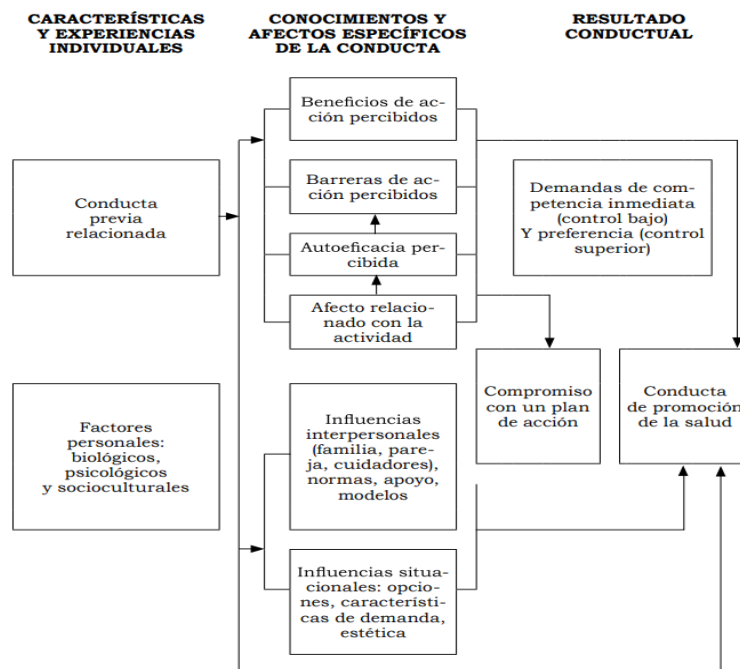 CARACTERÍSTICAS
Y EXPERIENCIAS
INDIVIDUALES
CONOCIMIENTOS Y
AFECTOS ESPECÍFICOS
DE LA CONDUCTA
RESULTADO
CONDUCTUAL
Conducta
previa
relacionada
Factores
personales:
biológicos,
psicológicos
y socioculturales
Beneficios de ac-
ción percibidos
Barreras de ac-
ción percibidos
Autoeficacia per-
cibida
Afecto relacio-
nado con la
actividad
Influencias
interpersonales
(familia, pare-
ja, cuidadores),
normas, apoyo,
modelos
Influencias situa-
cionales: opcio-
nes, característi-
cas de demanda,
estética
Demandas de com-
petencia inmediata
(control bajo)
Y preferencia (control
superior)
Compromiso
con un plan
de acción
Conducta
de promoción
de la salud